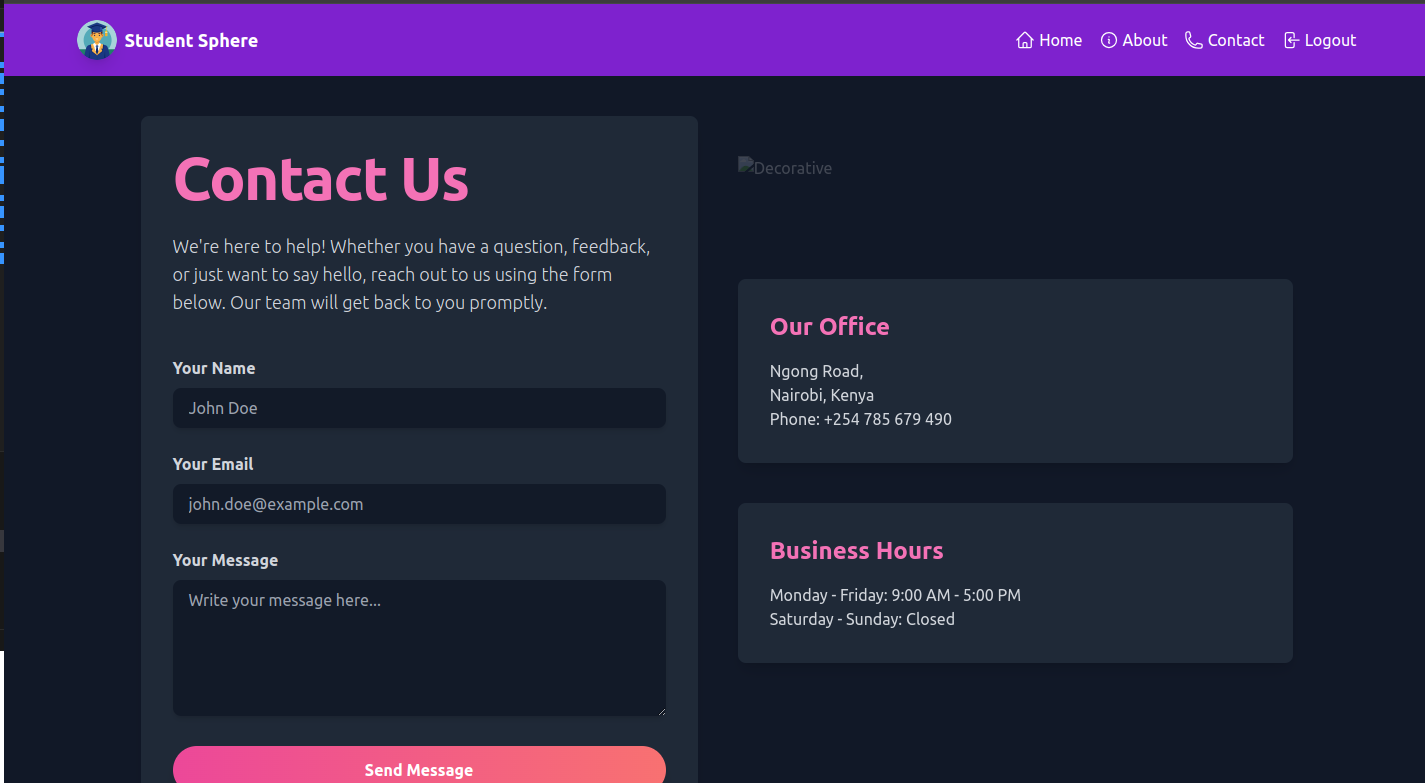 Student Sphere
Home
About
Contact
Logout
Contact Us
We're here to help! Whether you have a question, feedback,
or just want to say hello, reach out to us using the form
below. Our team will get back to you promptly.
Your Name
John Doe
Your Email
john.doe@example.com
Your Message
Write your message here...
Send Message
Decorative
Our Office
Ngong Road,
Nairobi, Kenya
Phone: +254 785 679 490
Business Hours
Monday - Friday: 9:00 AM - 5:00 PM
Saturday - Sunday: Closed